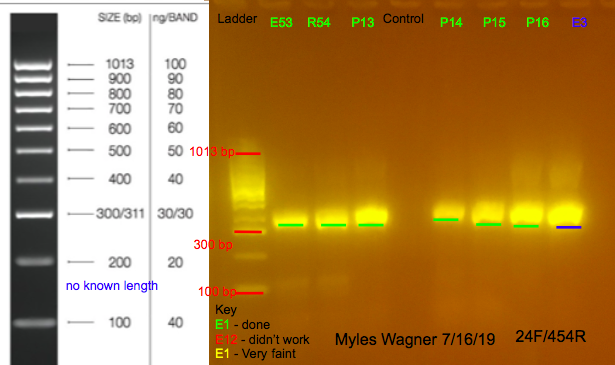 SIZE (bp) ng/BAND
1013 100
900 90
800 80
700 70
600 60
500 50
400 40
300/311 30/30
200 20
no known length
100 40
Ladder E53 R54 P13 Control P14 P15 P16 E3
1013 bp
300 bp
100 bp
Key
E1 - done
E12 - didn't work
E1 - Very faint
Myles Wagner 7/16/19 24F/454R